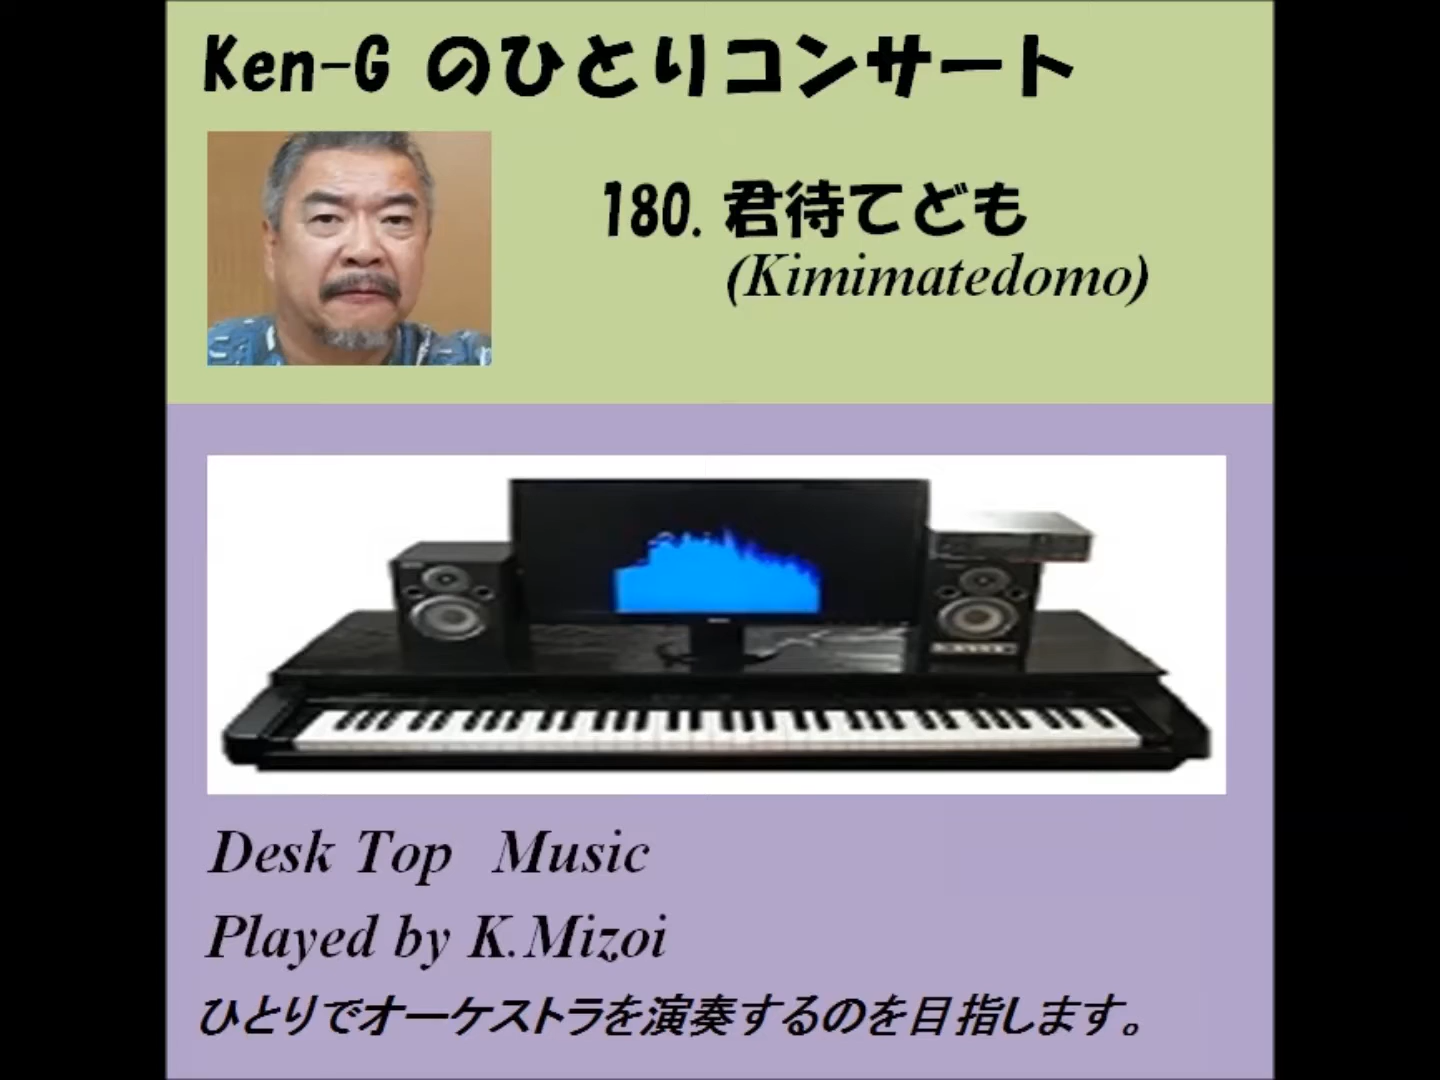 Ken-G のひとりコンサート
180. 君待てども
(Kimimatedomo)
Desk Top Music
Played by K.Mizoi
ひとりでオーケストラを演奏するのを目指します。